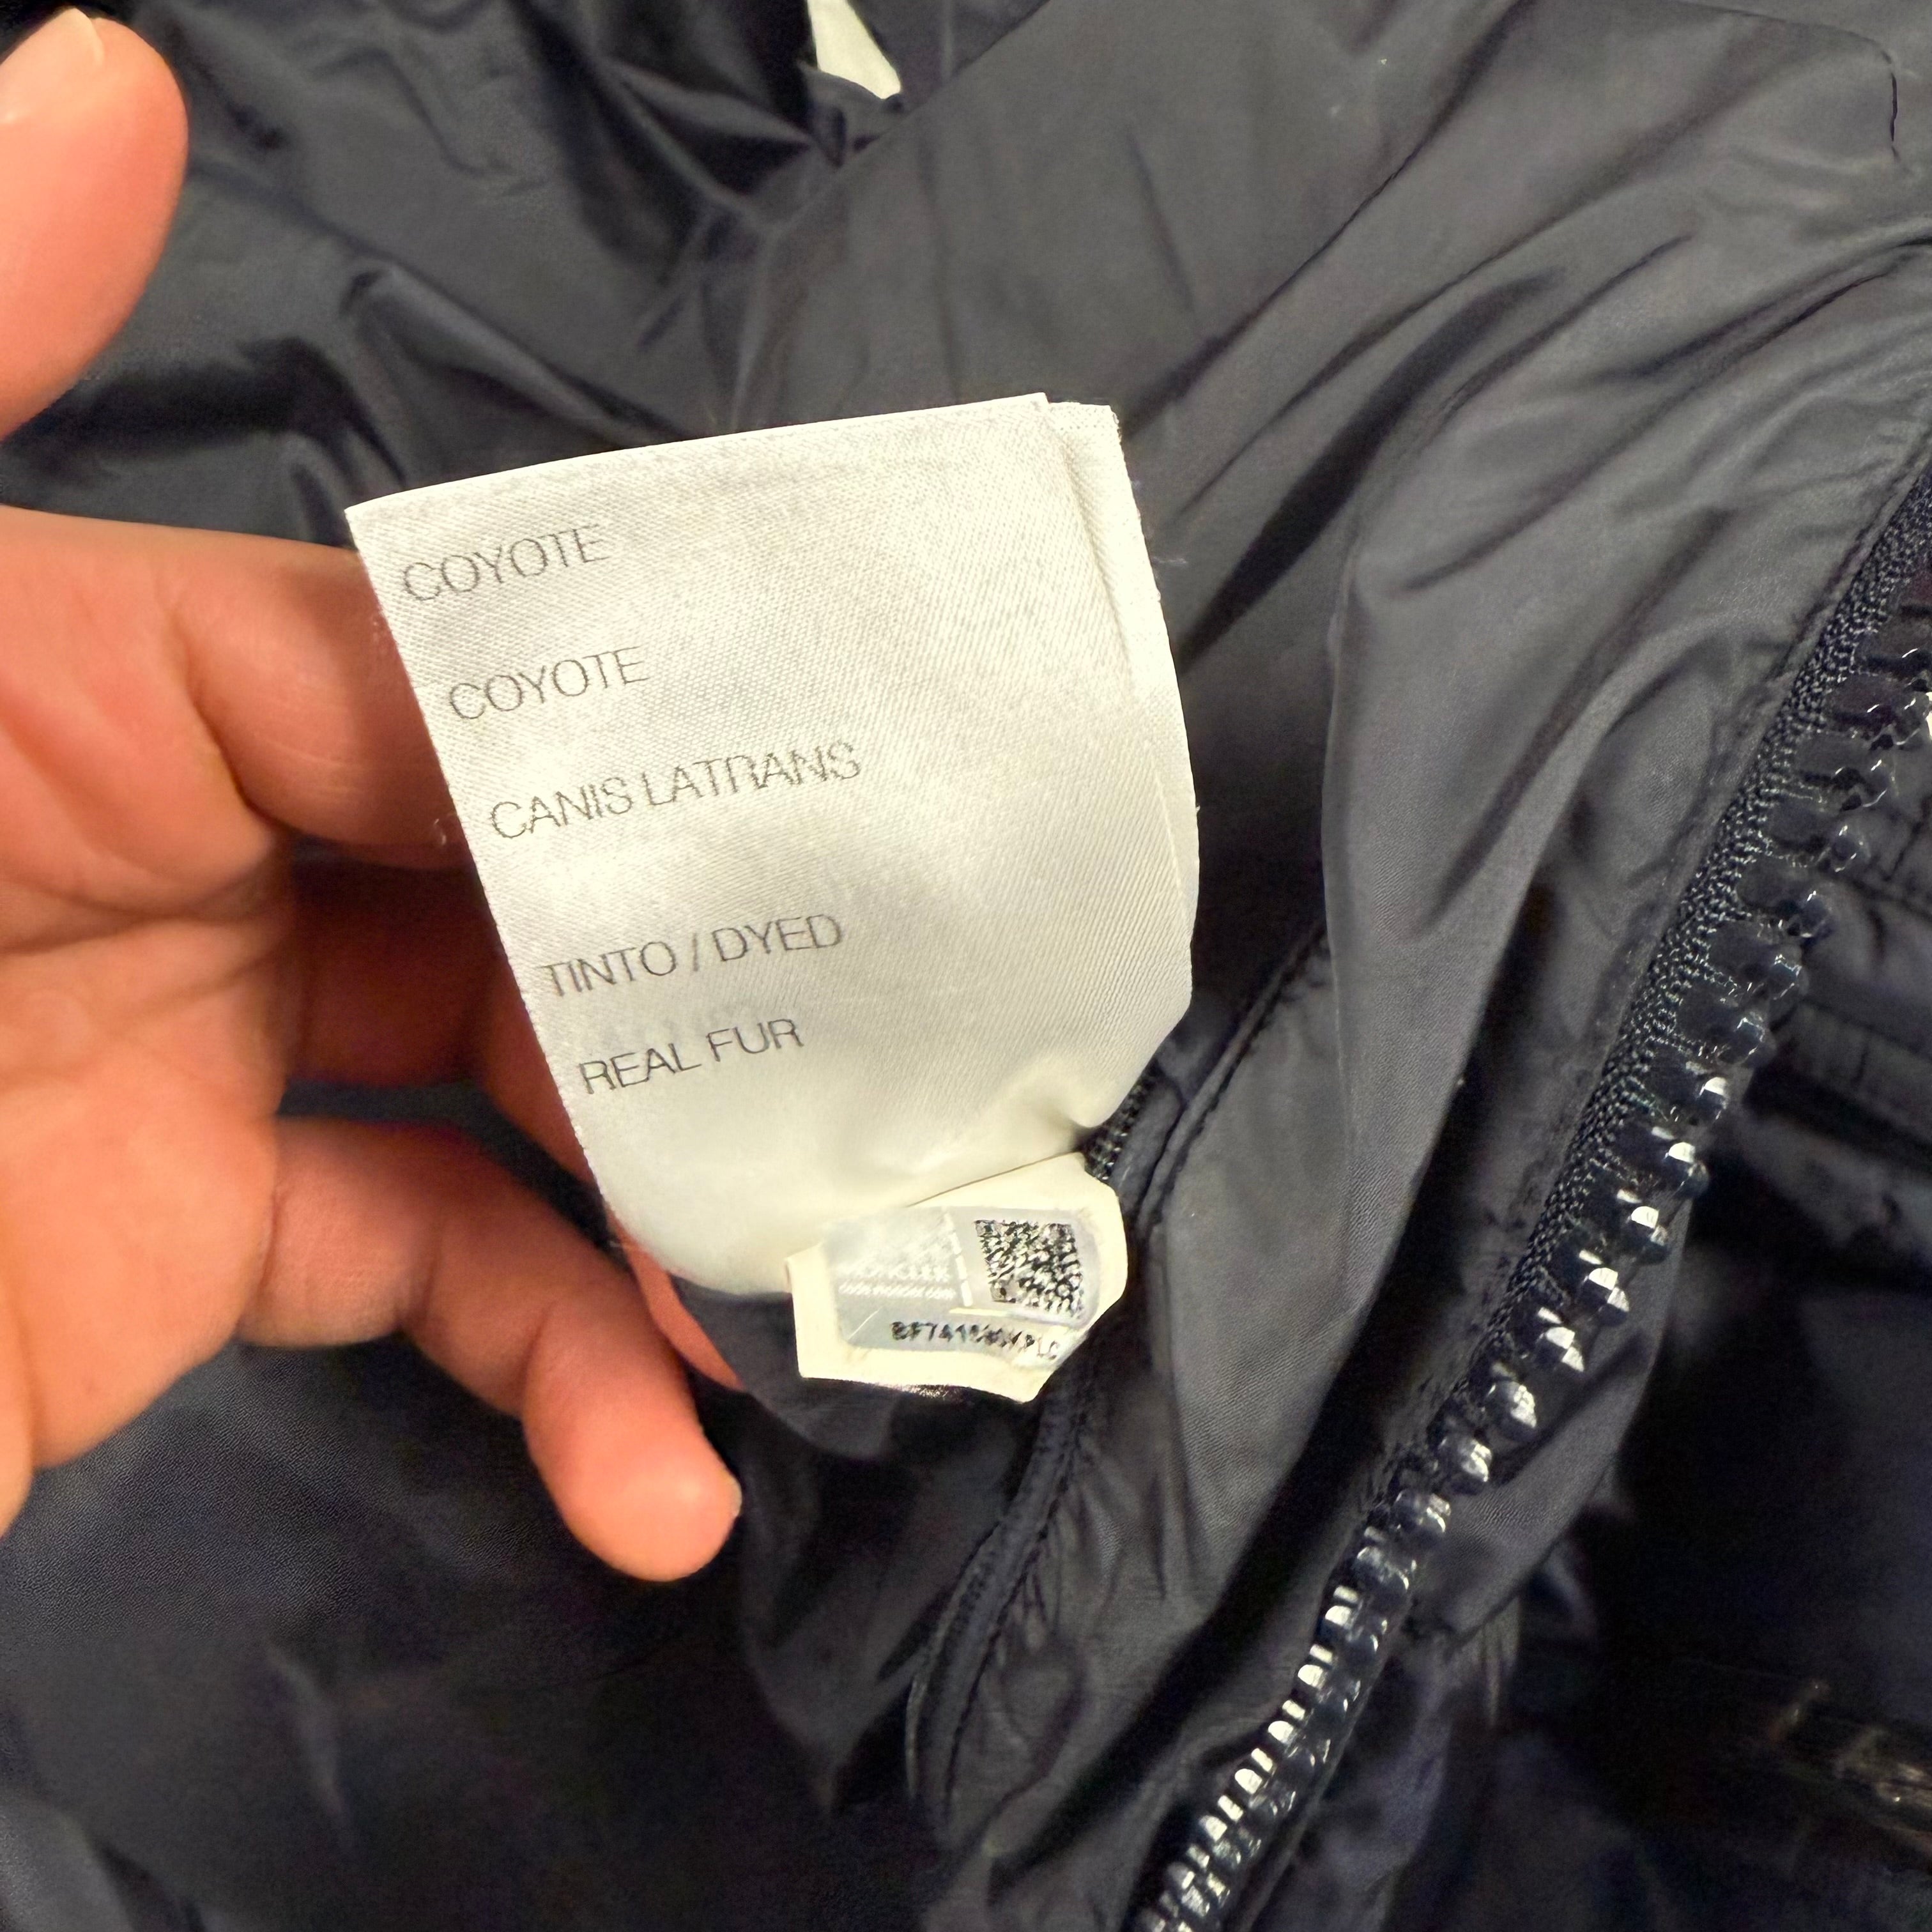 COYOTE
COYOTE
CANIS LATRANS
TINTO / DYED
REAL FUR